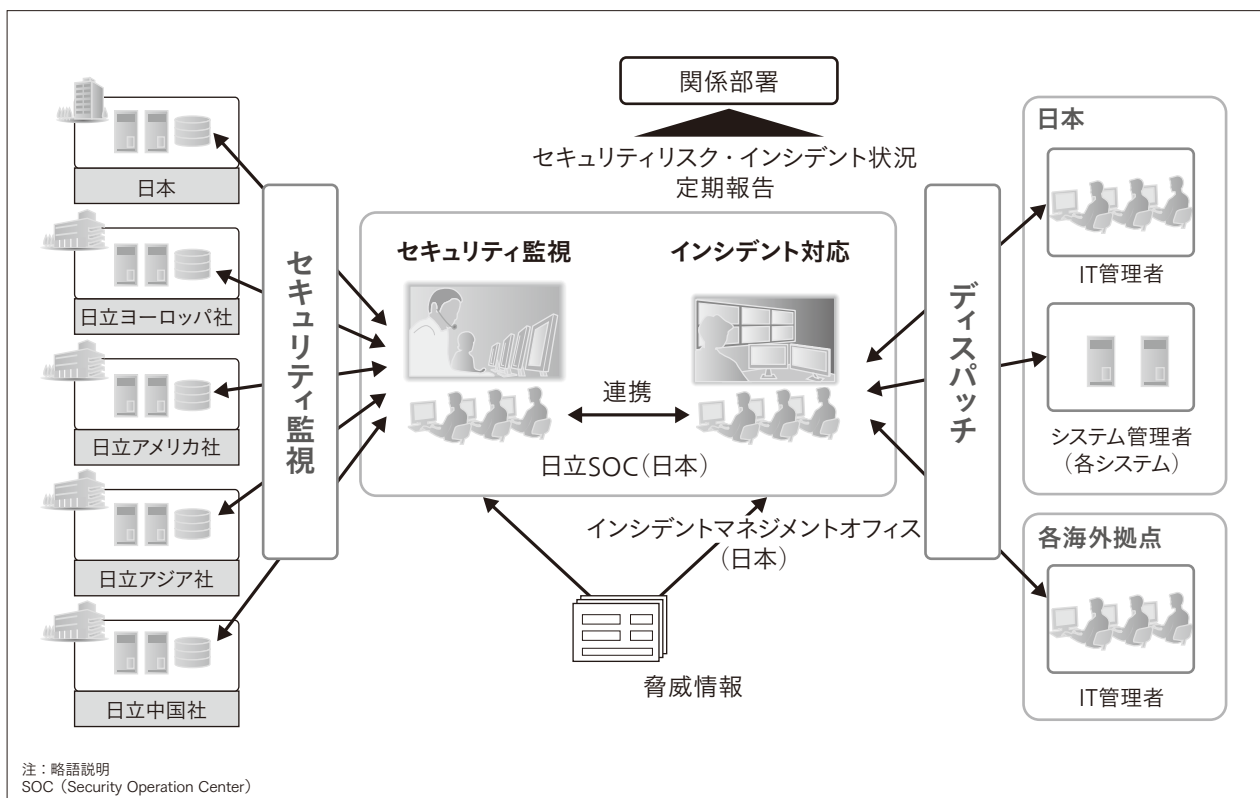 関係部署
セキュリティリスク・インシデント状況
定期報告
日本
日立ヨーロッパ社
日立アメリカ社
日立アジア社
日立中国社
セキュリティ監視
セキュリティ監視
インシデント対応
連携
日立SOC(日本)
インシデントマネジメントオフィス
(日本)
脅威情報
ディスパッチ
日本
IT管理者
システム管理者
(各システム)
各海外拠点
IT管理者
注:略語説明
SOC(Security Operation Center)